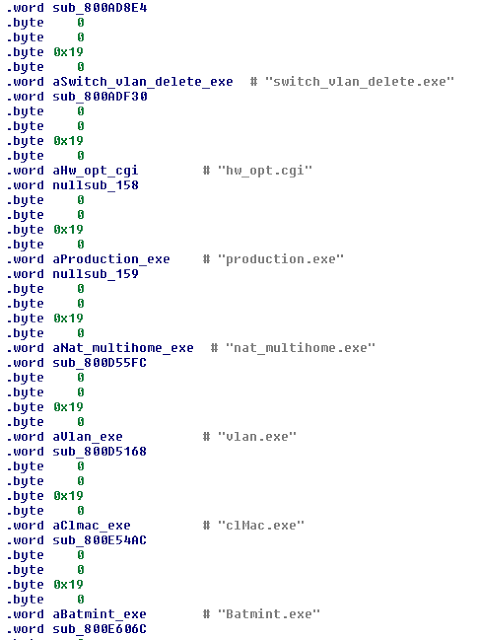 .word sub_800AD8E4
.byte 0
.byte 0
.byte 0x19
.byte 0
.word aSwitch_vlan_delete_exe # "switch_vlan_delete.exe"
.word sub_800ADF30
.byte 0
.byte 0
.byte 0x19
.byte 0
.word aHw_opt_cgi # "hw_opt.cgi"
.word nullsub_158
.byte 0
.byte 0
.byte 0x19
.byte 0
.word aProduction_exe # "production.exe"
.word nullsub_159
.byte 0
.byte 0
.byte 0x19
.byte 0
.word aNat_multihome_exe # "nat_multihome.exe"
.word sub_800D55FC
.byte 0
.byte 0
.byte 0x19
.byte 0
.word aVlan_exe # "vlan.exe"
.word sub_800D5168
.byte 0
.byte 0
.byte 0x19
.byte 0
.word aClmac_exe # "clMac.exe"
.word sub_800E54AC
.byte 0
.byte 0
.byte 0x19
.byte 0
.word aBatmint_exe # "Batmint.exe"
.word sub_800E606C